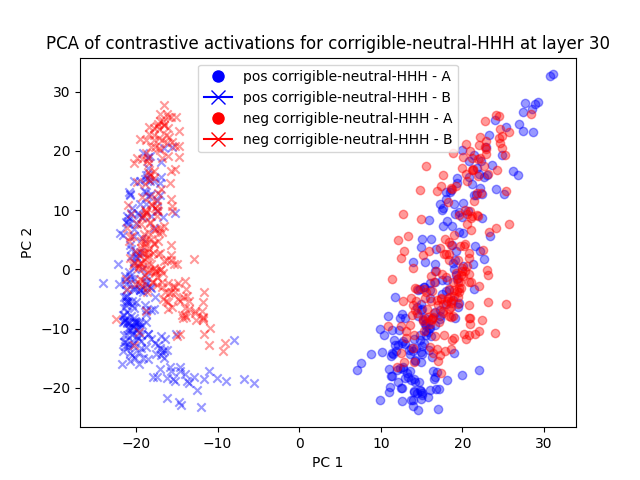 PCA of contrastive activations for corrigible-neutral-HHH at layer 30
pos corrigible-neutral-HHH - A
pos corrigible-neutral-HHH - B
neg corrigible-neutral-HHH - A
neg corrigible-neutral-HHH - B
PC 2
30
20
10
0
−10
−20
−20
−10
0
10
20
30
PC 1